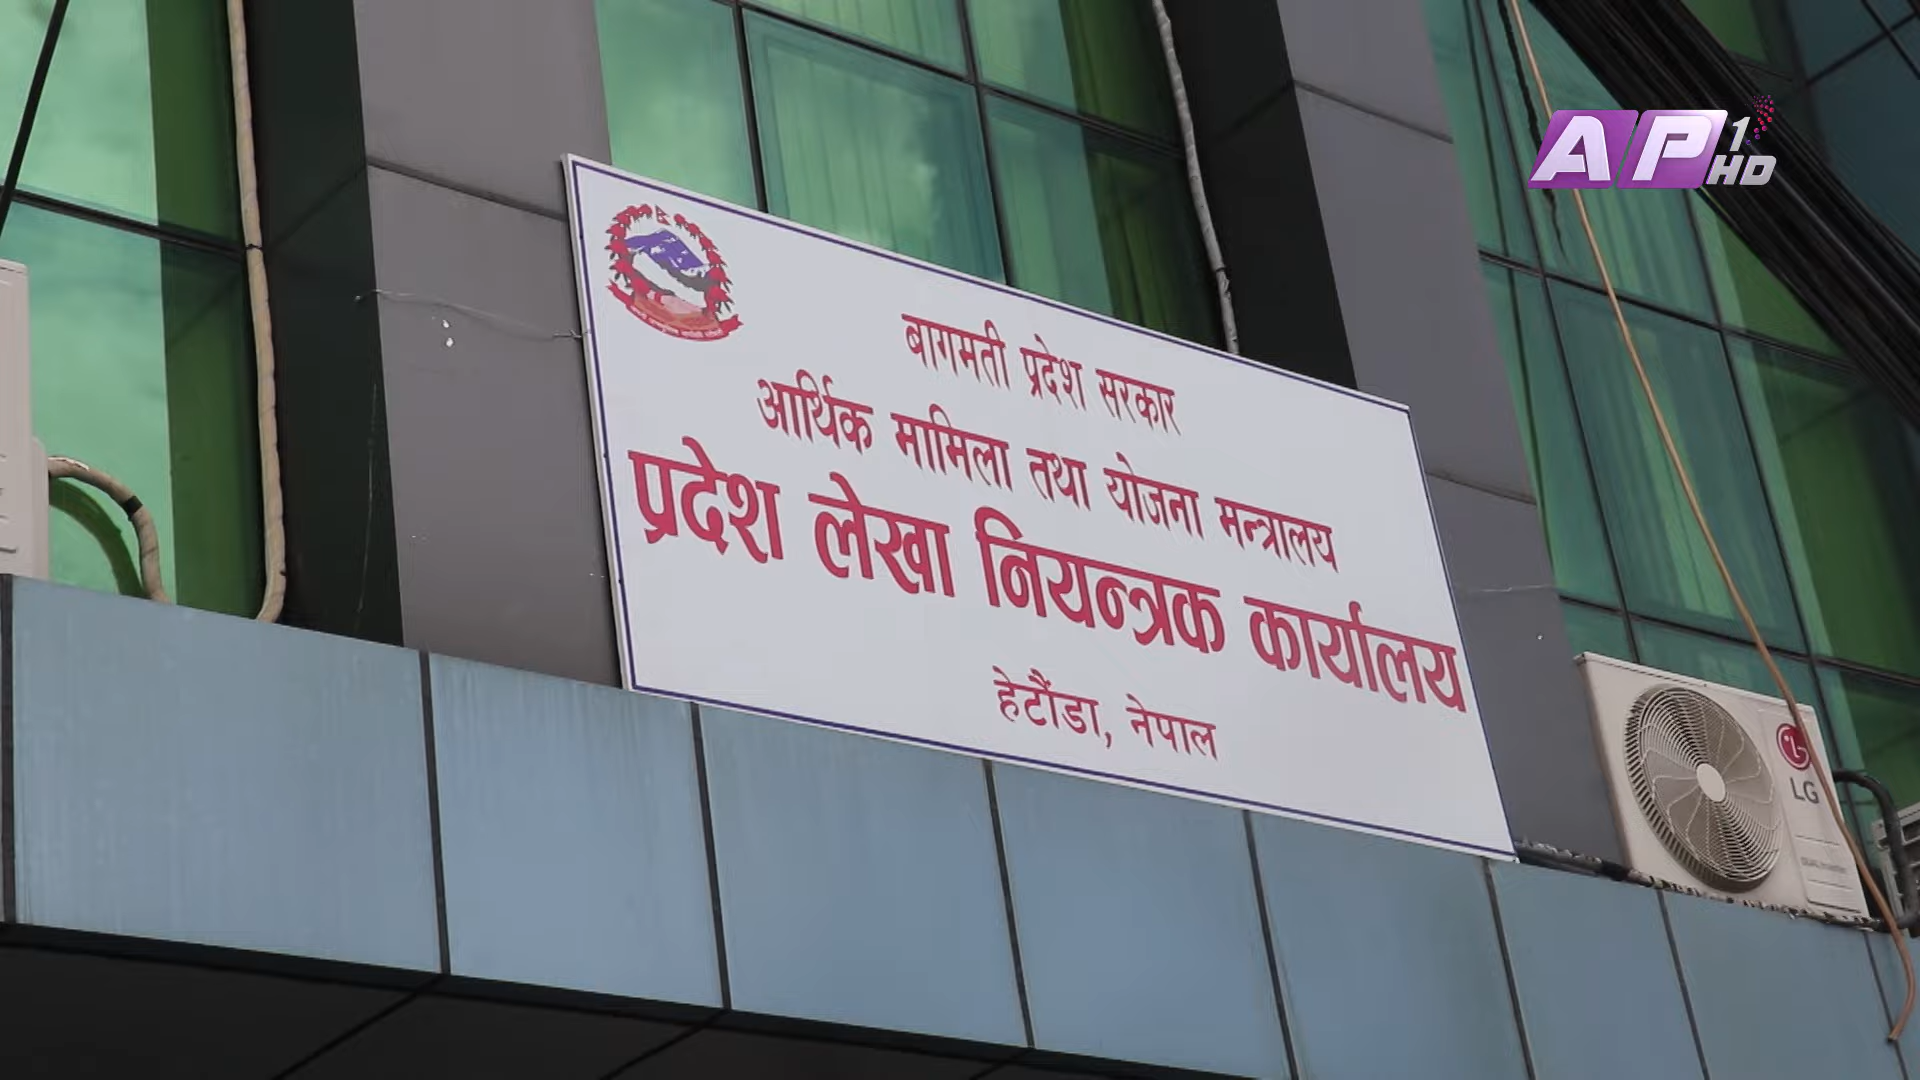 AP1 HD
बागमती प्रदेश सरकार
आर्थिक मामिला तथा योजना मन्त्रालय
प्रदेश लेखा नियन्त्रक कार्यालय
हेटौंडा, नेपाल
LG